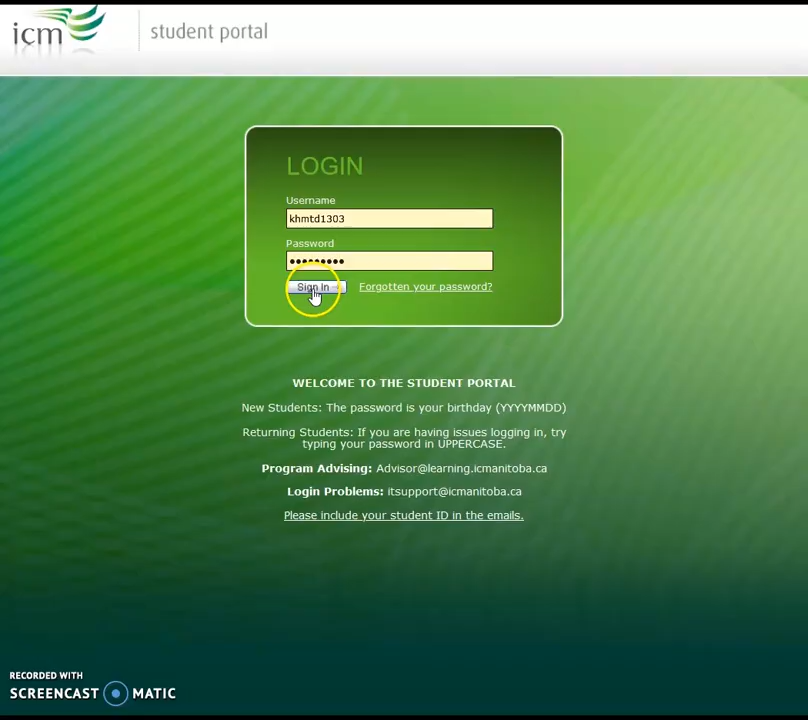 icm student portal
LOGIN
Username
khmtd1303
Password
•••••••••
Sign In Forgotten your password?
WELCOME TO THE STUDENT PORTAL
New Students: The password is your birthday (YYYYMMDD)
Returning Students: If you are having issues logging in, try
typing your password in UPPERCASE.
Program Advising: Advisor@learning.icmanitoba.ca
Login Problems: itsupport@icmanitoba.ca
Please include your student ID in the emails.
RECORDED WITH
SCREENCAST MATIC